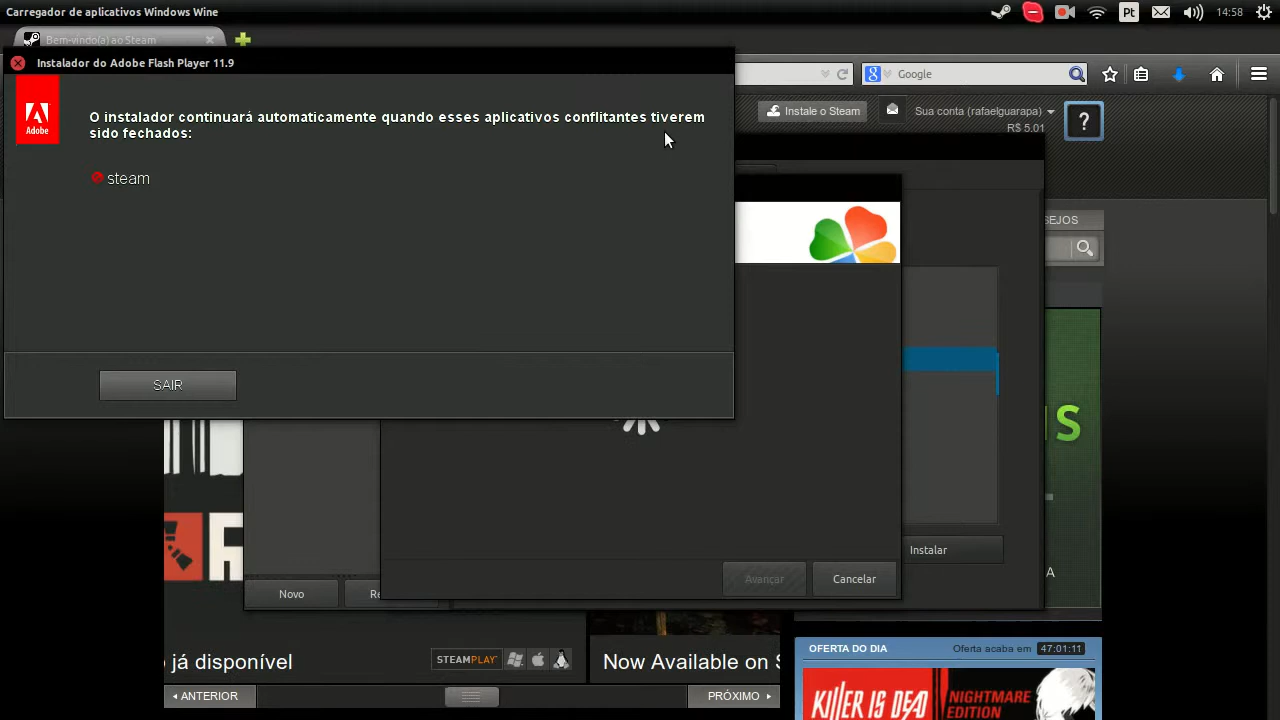 Carregador de aplicativos Windows Wine
Pt
14:58
Bem-vindo(a) ao Steam
Instalador do Adobe Flash Player 11.9
Google
Adobe
O instalador continuará automaticamente quando esses aplicativos conflitantes tiverem
sido fechados:
steam
Instale o Steam
Sua conta (rafaelguarapa)
R$ 5.01
?
SEJOS
SAIR
S
Instalar
A
Avançar
Cancelar
Novo
Re
já disponível
STEAMPLAY
Now Available on S
OFERTA DO DIA
Oferta acaba em
47:01:11
ANTERIOR
PRÓXIMO
KILLER IS DEAD
NIGHTMARE
EDITION